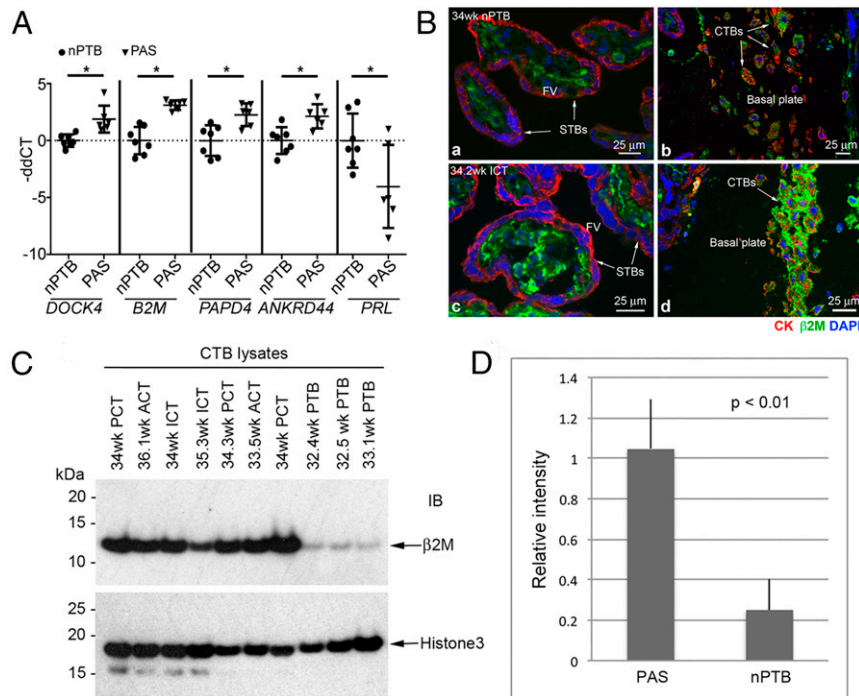 A
nPTB
PAS
*
*
*
*
*
-ddCT
5
0
-5
-10
nPTB
PAS
nPTB
PAS
nPTB
PAS
nPTB
PAS
nPTB
PAS
DOCK4
B2M
PAPD4
ANKRD44
PRL
B
34wk nPTB
FV
STBs
a
25 µm
CTBs
Basal plate
b
25 µm
34.2wk ICT
FV
STBs
c
25 µm
CTBs
Basal plate
d
25 µm
CK β2M DAPI
C
CTB lysates
34wk PCT
36.1wk ACT
34wk ICT
35.3wk ICT
34.3wk PCT
33.5wk ACT
34wk PCT
32.4wk PTB
32.5 wk PTB
33.1wk PTB
kDa
IB
20
15
10
β2M
20
15
Histone3
D
Relative intensity
1.4
1.2
1
0.8
0.6
0.4
0.2
0
p < 0.01
PAS
nPTB